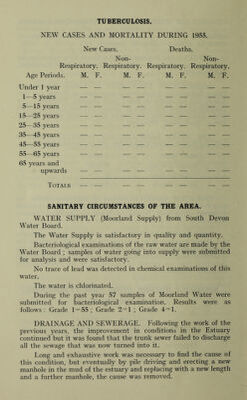 TUBERCULOSIS.
NEW CASES AND MORTALITY DURING 1953.
New Cases. Deaths.
Non- Non-
Respiratory. Respiratory. Respiratory. Respiratory.
Age Periods. M. F. M. F. M. F. M. F.
Under 1 year — — — — — — — —
1—5 years — — — — — — — —
5—15 years — — — — — — — —
15—25 years — — — — — — — —
25—35 years — — — — — — — —
35—45 years — — — — — — — —
45—55 years — — — — — — — —
55—65 years — — — — — — — —
65 years and
upwards — — — — — — — —
TOTALS — — — — — — — —
SANITARY CIRCUMSTANCES OF THE AREA.
WATER SUPPLY (Moorland Supply) from South Devon
Water Board.
The Water Supply is satisfactory in quality and quantity.
Bacteriological examinations of the raw water are made by the
Water Board; samples of water going into supply were submitted
for analysis and were satisfactory.
No trace of lead was detected in chemical examinations of this
water.
The water is chlorinated.
During the past year 57 samples of Moorland Water were
submitted for bacteriological examination. Results were as
follows: Grade 1—55; Grade 2—1; Grade 4—1.
DRAINAGE AND SEWERAGE. Following the work of the
previous years, the improvement in conditions in the Estuary
continued but it was found that the trunk sewer failed to discharge
all the sewage that was now turned into it.
Long and exhaustive work was necessary to find the cause of
this condition, but eventually by pile driving and erecting a new
manhole in the mud of the estuary and replacing with a new length
and a further manhole, the cause was removed.